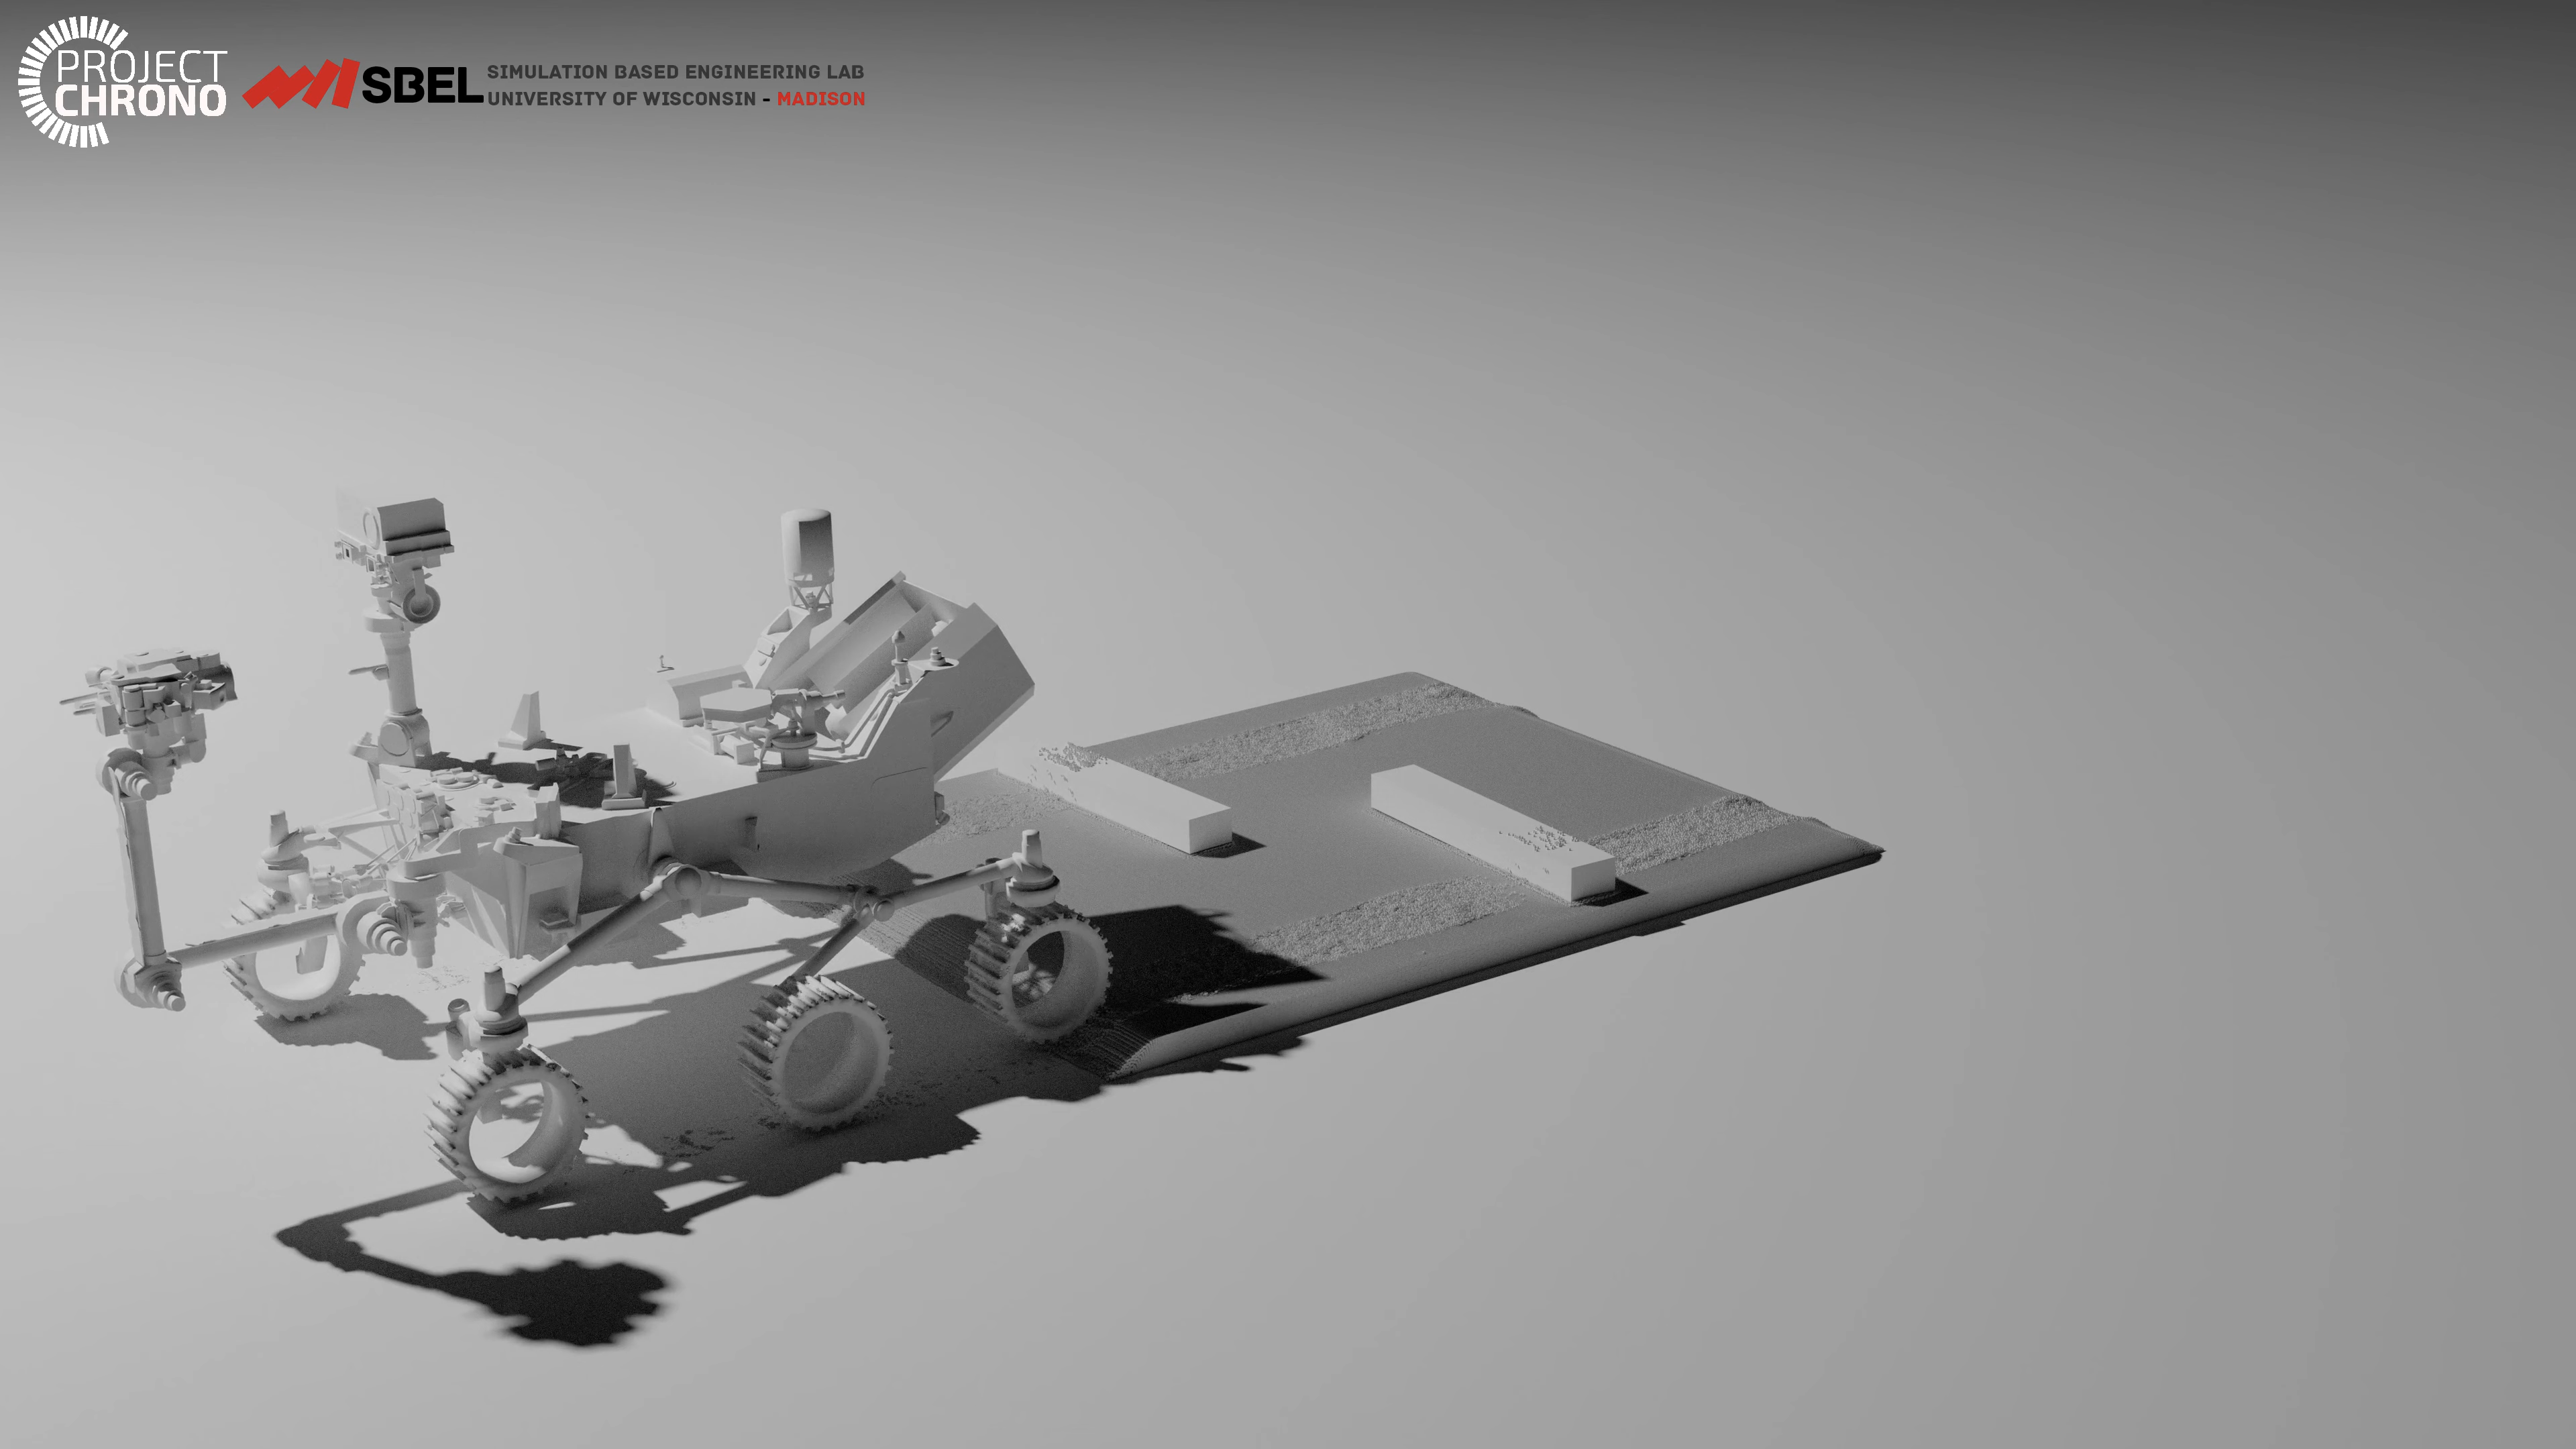 PROJECT
CHRONO
SBEL
SIMULATION BASED ENGINEERING LAB
UNIVERSITY OF WISCONSIN - MADISON